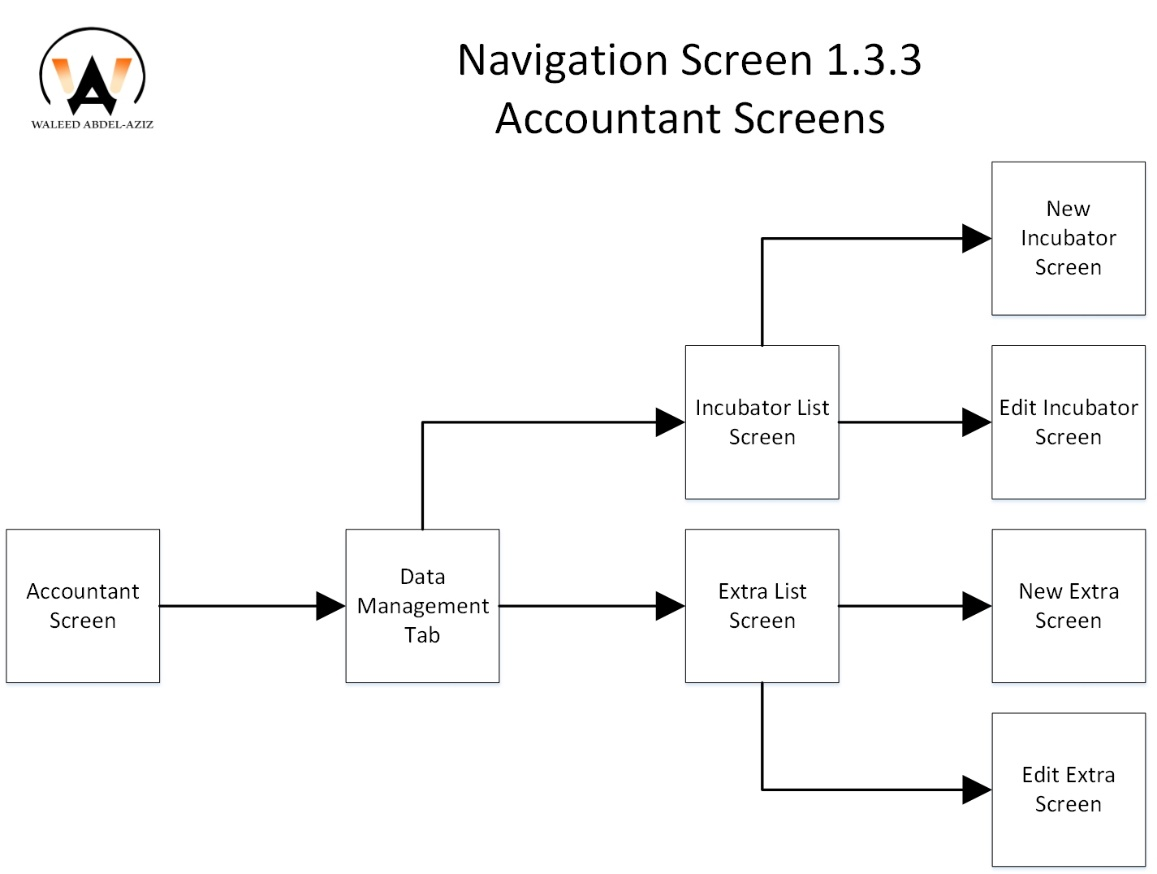 WALEED ABDEL-AZIZ
Navigation Screen 1.3.3
Accountant Screens
New
Incubator
Screen
Incubator List
Screen
Edit Incubator
Screen
Accountant
Screen
Data
Management
Tab
Extra List
Screen
New Extra
Screen
Edit Extra
Screen